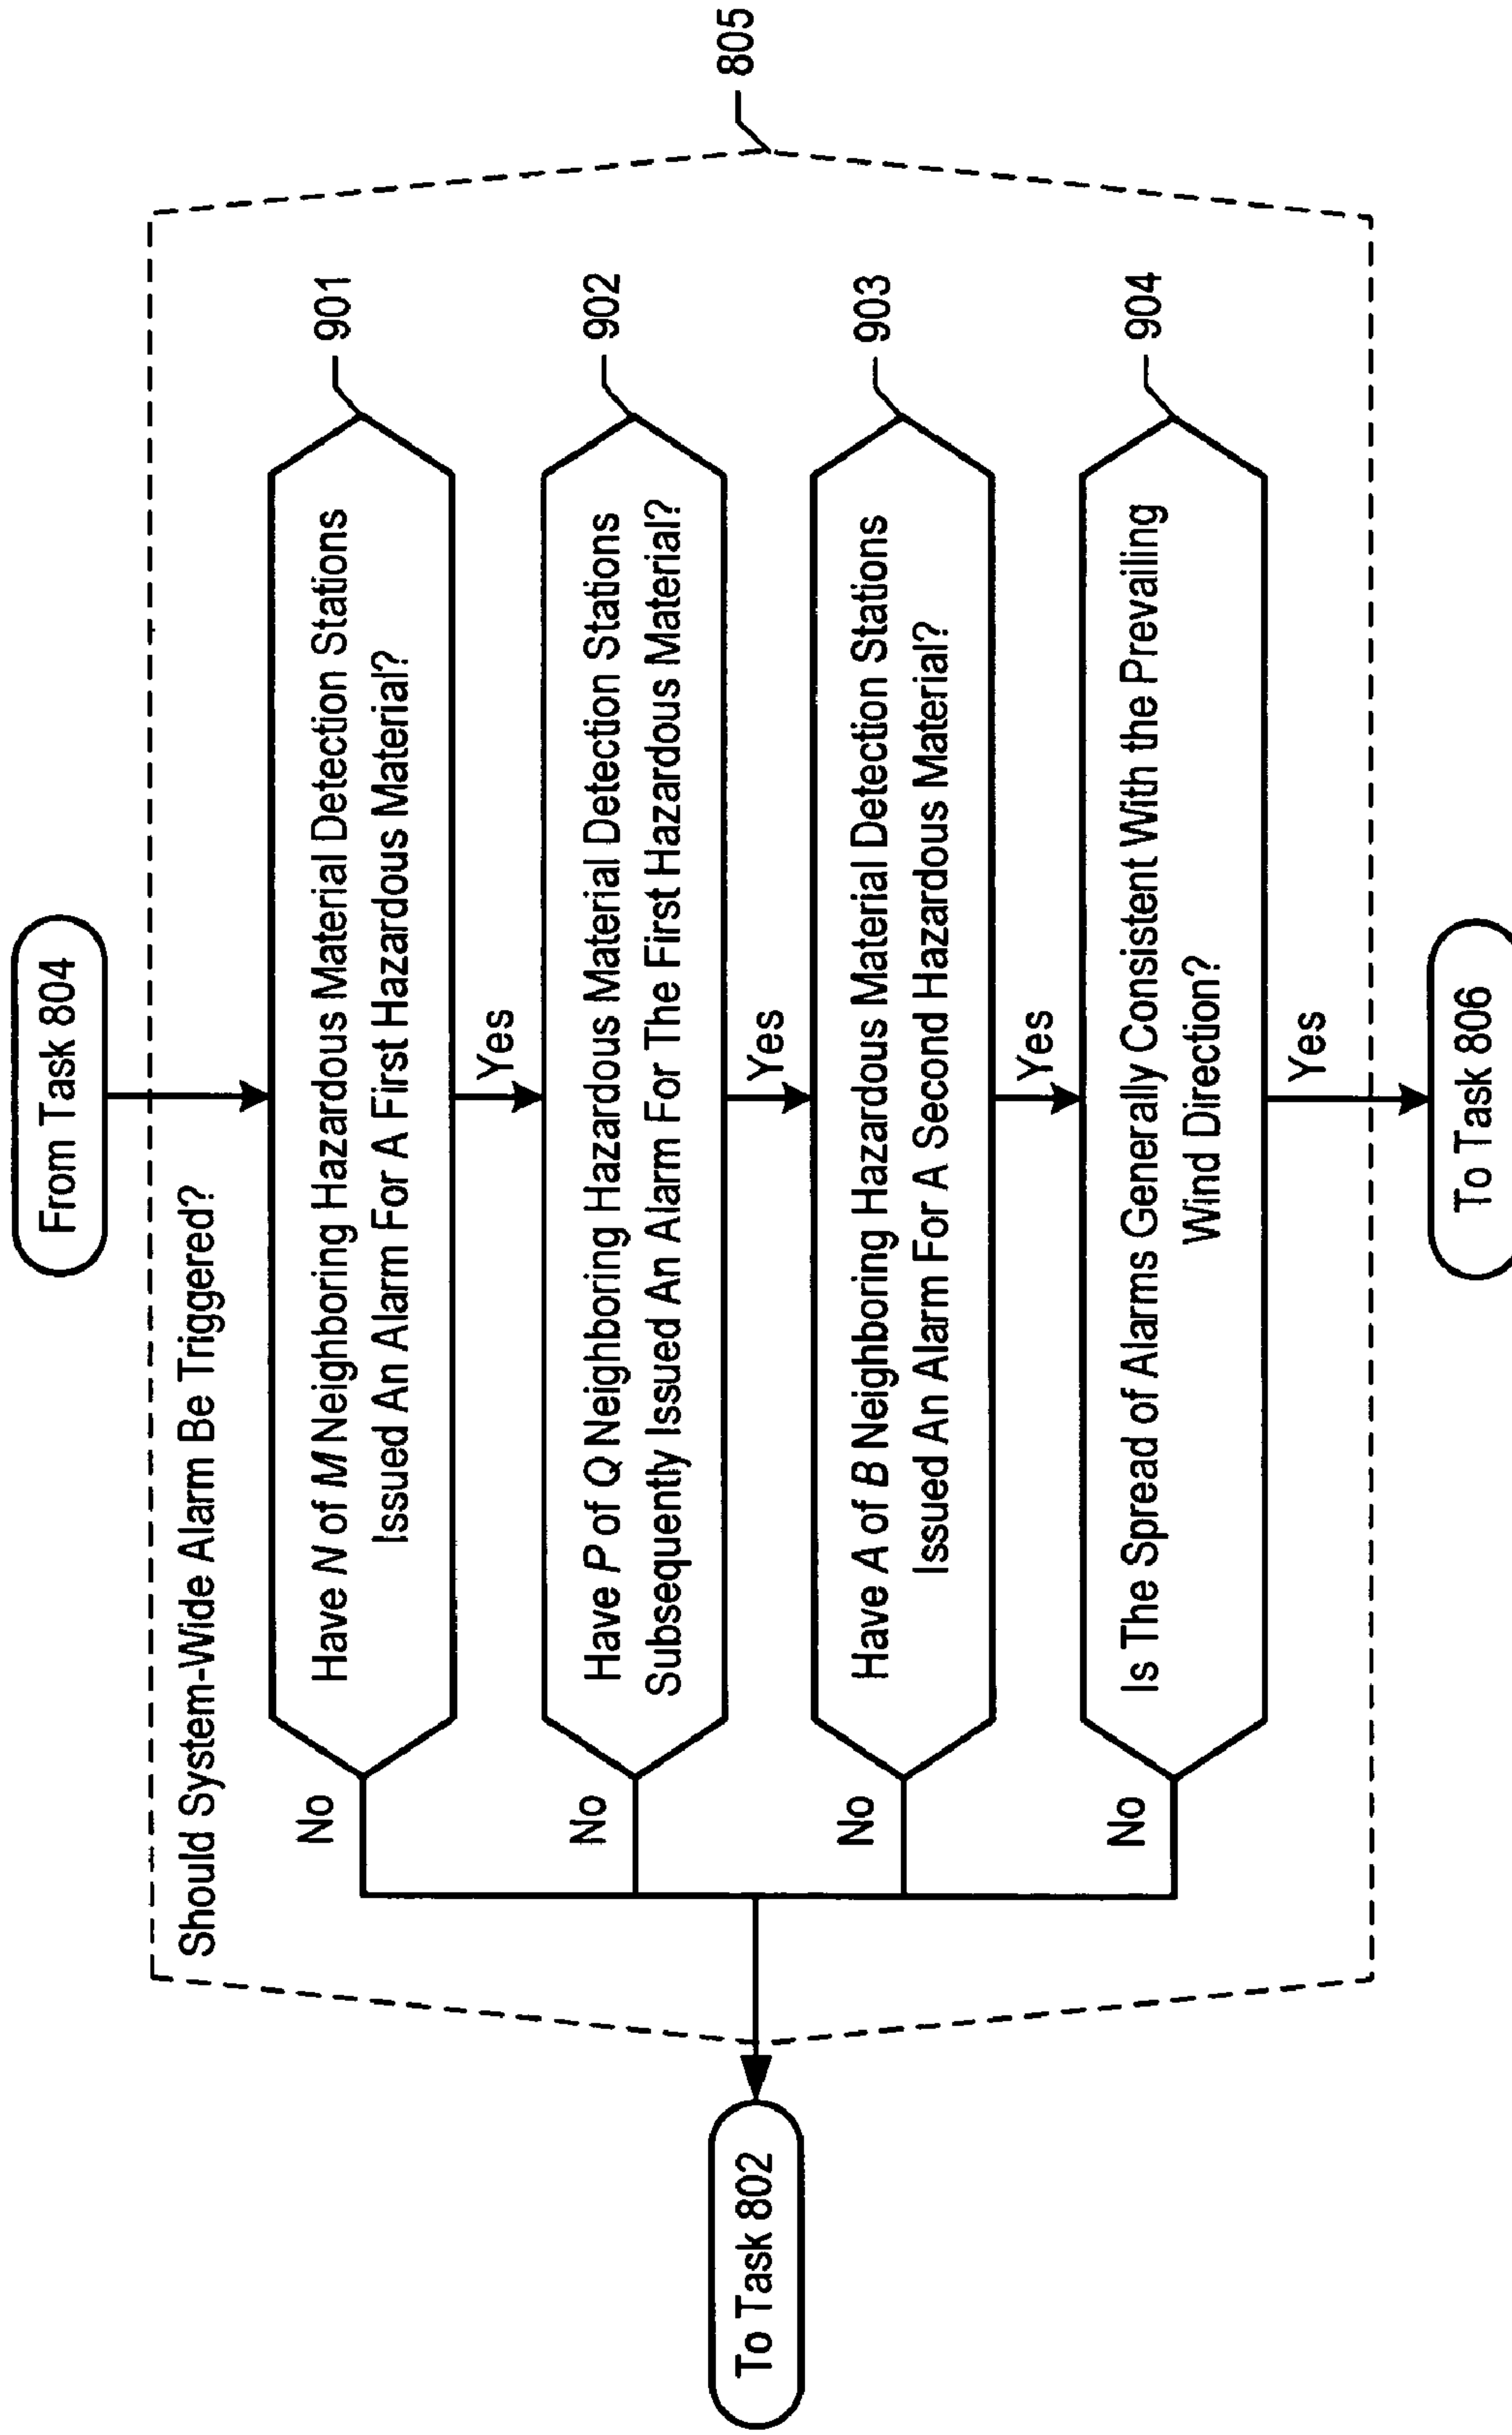 From Task 804
Should System-Wide Alarm Be Triggered?
805
Have N of M Neighboring Hazardous Material Detection Stations
Issued An Alarm For A First Hazardous Material?
901
No
Yes
Have P of Q Neighboring Hazardous Material Detection Stations
Subsequently Issued An Alarm For The First Hazardous Material?
902
No
Yes
Have A of B Neighboring Hazardous Material Detection Stations
Issued An Alarm For A Second Hazardous Material?
903
No
Yes
Is The Spread of Alarms Generally Consistent With the Prevailing
Wind Direction?
904
No
Yes
To Task 802
To Task 806